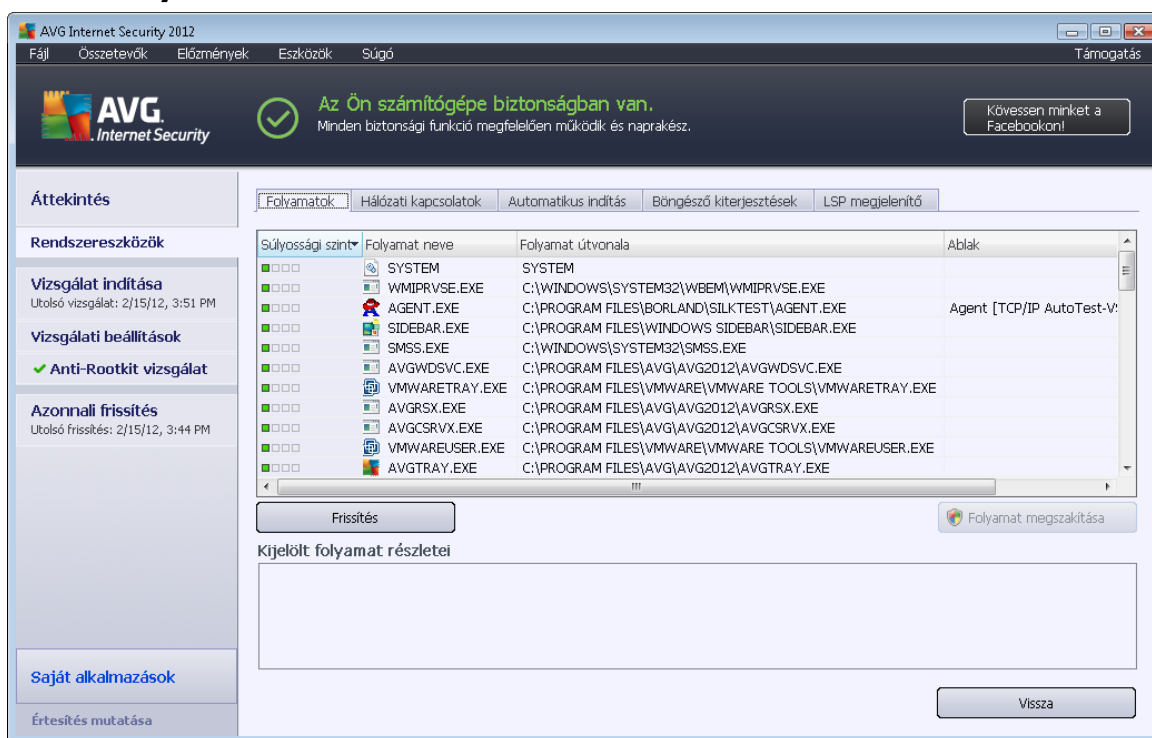 AVG Internet Security 2012
Fájl Összetevők Előzmények Eszközök Súgó Támogatás
AVG.
Internet Security
Az Ön számítógépe biztonságban van.
Minden biztonsági funkció megfelelően működik és naprakész.
Kövessen minket a
Facebookon!
Áttekintés
Rendszereszközök
Vizsgálat indítása
Utolsó vizsgálat: 2/15/12, 3:51 PM
Vizsgálati beállítások
Anti-Rootkit vizsgálat
Azonnali frissítés
Utolsó frissítés: 2/15/12, 3:44 PM
Saját alkalmazások
Értesítés mutatása
Folyamatok Hálózati kapcsolatok Automatikus indítás Böngésző kiterjesztések LSP megjelenítő
Súlyossági szint Folyamat neve Folyamat útvonala Ablak
SYSTEM SYSTEM
WMIPRVSE.EXE C:\WINDOWS\SYSTEM32\WBEM\WMIPRVSE.EXE
AGENT.EXE C:\PROGRAM FILES\BORLAND\SILKTEST\AGENT.EXE Agent [TCP/IP AutoTest-V
SIDEBAR.EXE C:\PROGRAM FILES\WINDOWS SIDEBAR\SIDEBAR.EXE
SMSS.EXE C:\WINDOWS\SYSTEM32\SMSS.EXE
AVGWDSVC.EXE C:\PROGRAM FILES\AVG\AVG2012\AVGWDSVC.EXE
VMWARETRAY.EXE C:\PROGRAM FILES\VMWARE\VMWARE TOOLS\VMWARETRAY.EXE
AVGRSX.EXE C:\PROGRAM FILES\AVG\AVG2012\AVGRSX.EXE
AVGCSRVX.EXE C:\PROGRAM FILES\AVG\AVG2012\AVGCSRVX.EXE
VMWAREUSER.EXE C:\PROGRAM FILES\VMWARE\VMWARE TOOLS\VMWAREUSER.EXE
AVGTRAY.EXE C:\PROGRAM FILES\AVG\AVG2012\AVGTRAY.EXE
Frissítés Folyamat megszakítása
Kijelölt folyamat részletei
Vissza